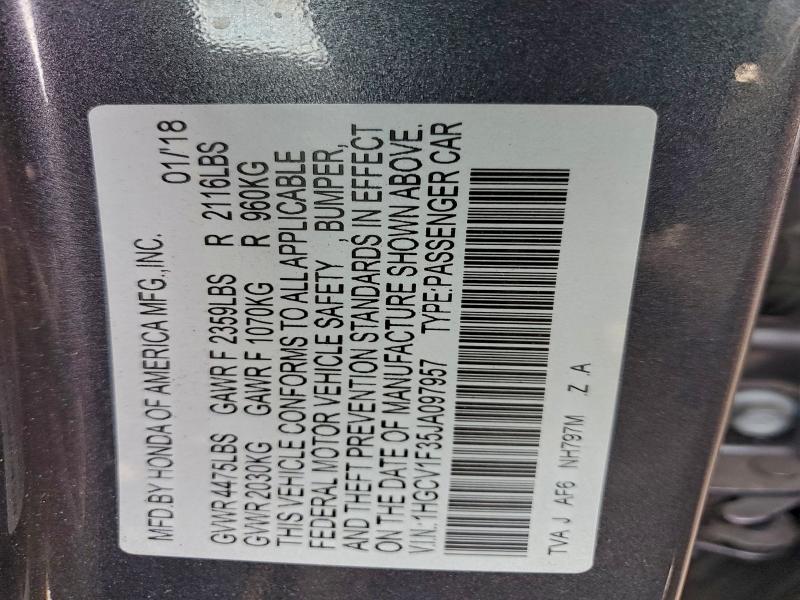 MFD.BY HONDA OF AMERICA MFG.,INC. 01/'18
GVWR 4475LBS GAWR F 2359LBS R 2116LBS
GVWR 2030KG GAWR F 1070KG R 960KG
THIS VEHICLE CONFORMS TO ALL APPLICABLE
FEDERAL MOTOR VEHICLE SAFETY , BUMPER,
AND THEFT PREVENTION STANDARDS IN EFFECT
ON THE DATE OF MANUFACTURE SHOWN ABOVE.
V.I.N.:1HGCV1F35JA097957 TYPE:PASSENGER CAR
TVA J AF6 NH797M .Z .A